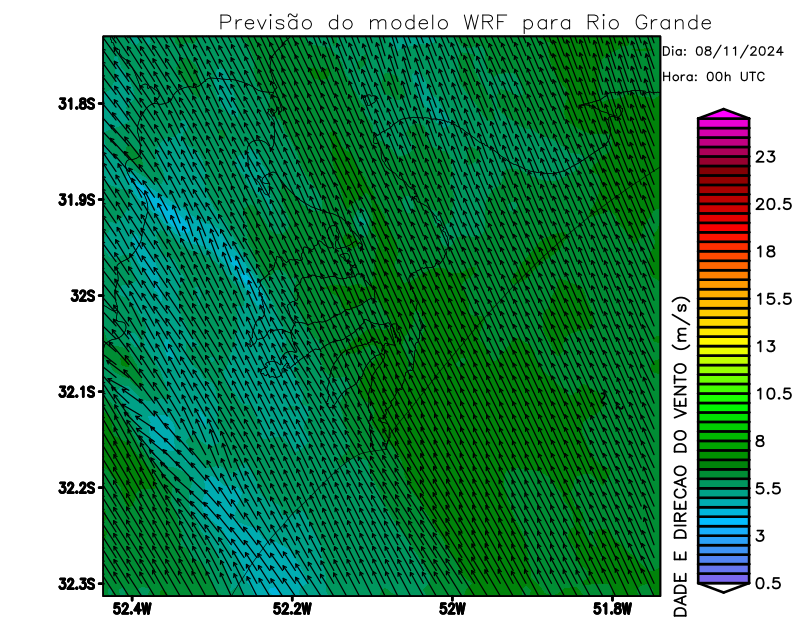 Previsão do modelo WRF para Rio Grande
Dia: 08/11/2024
Hora: 00h UTC
31.8S
31.9S
32S
32.1S
32.2S
32.3S
52.4W
52.2W
52W
51.8W
23
20.5
18
15.5
13
10.5
8
5.5
3
0.5
DADE E DIRECAO DO VENTO (m/s)